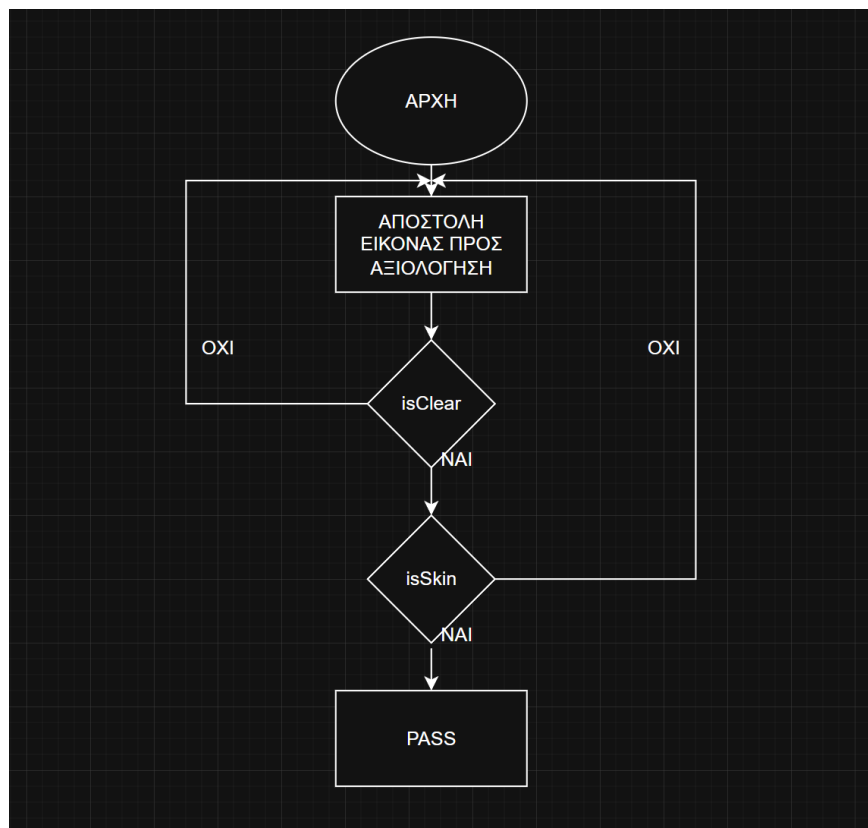 ΑΡΧΗ
ΑΠΟΣΤΟΛΗ
ΕΙΚΟΝΑΣ ΠΡΟΣ
ΑΞΙΟΛΟΓΗΣΗ
ΟΧΙ
ΟΧΙ
isClear
ΝΑΙ
isSkin
ΝΑΙ
PASS